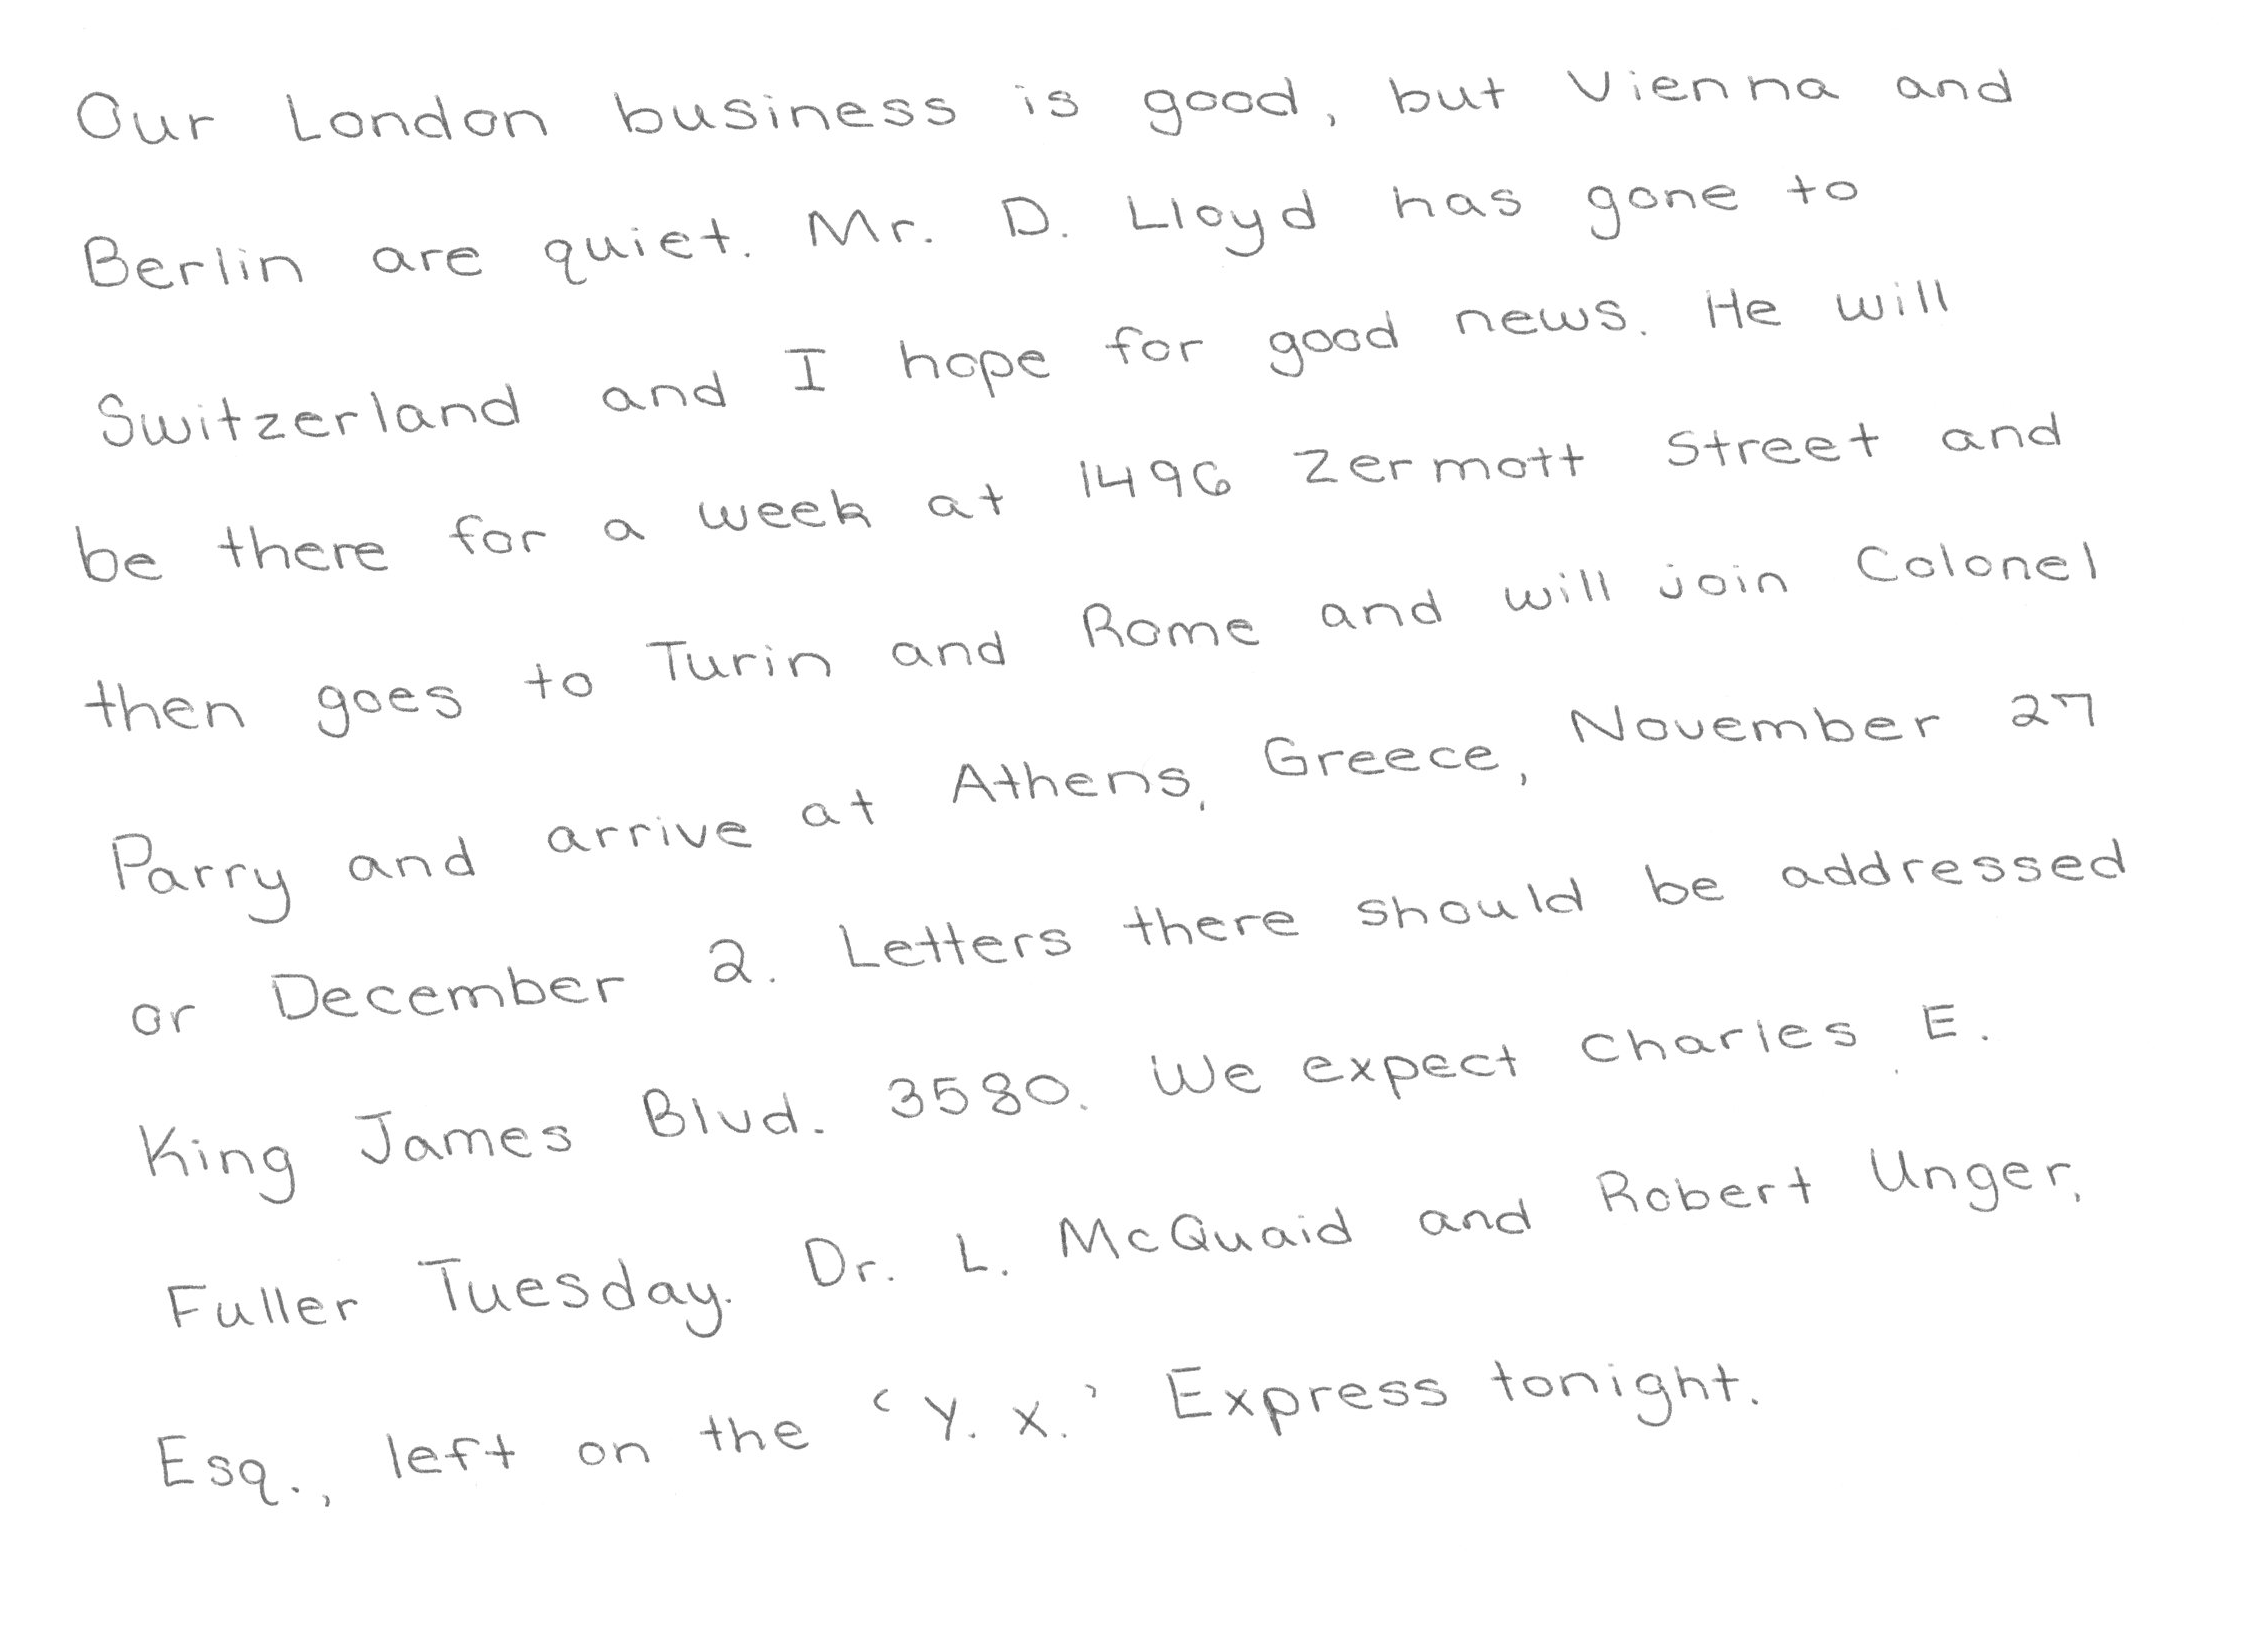 Our London business is good, but Vienna and
Berlin are quiet. Mr. D. Lloyd has gone to
Switzerland and I hope for good news. He will
be there for a week at 1496 Zermott Street and
then goes to Turin and Rome and will join Colonel
Parry and arrive at Athens, Greece, November 27
or December 2. Letters there should be addressed
King James Blvd. 3580. We expect Charles E.
Fuller Tuesday. Dr. L. McQuaid and Robert Unger,
Esq., left on the 'Y. X.' Express tonight.